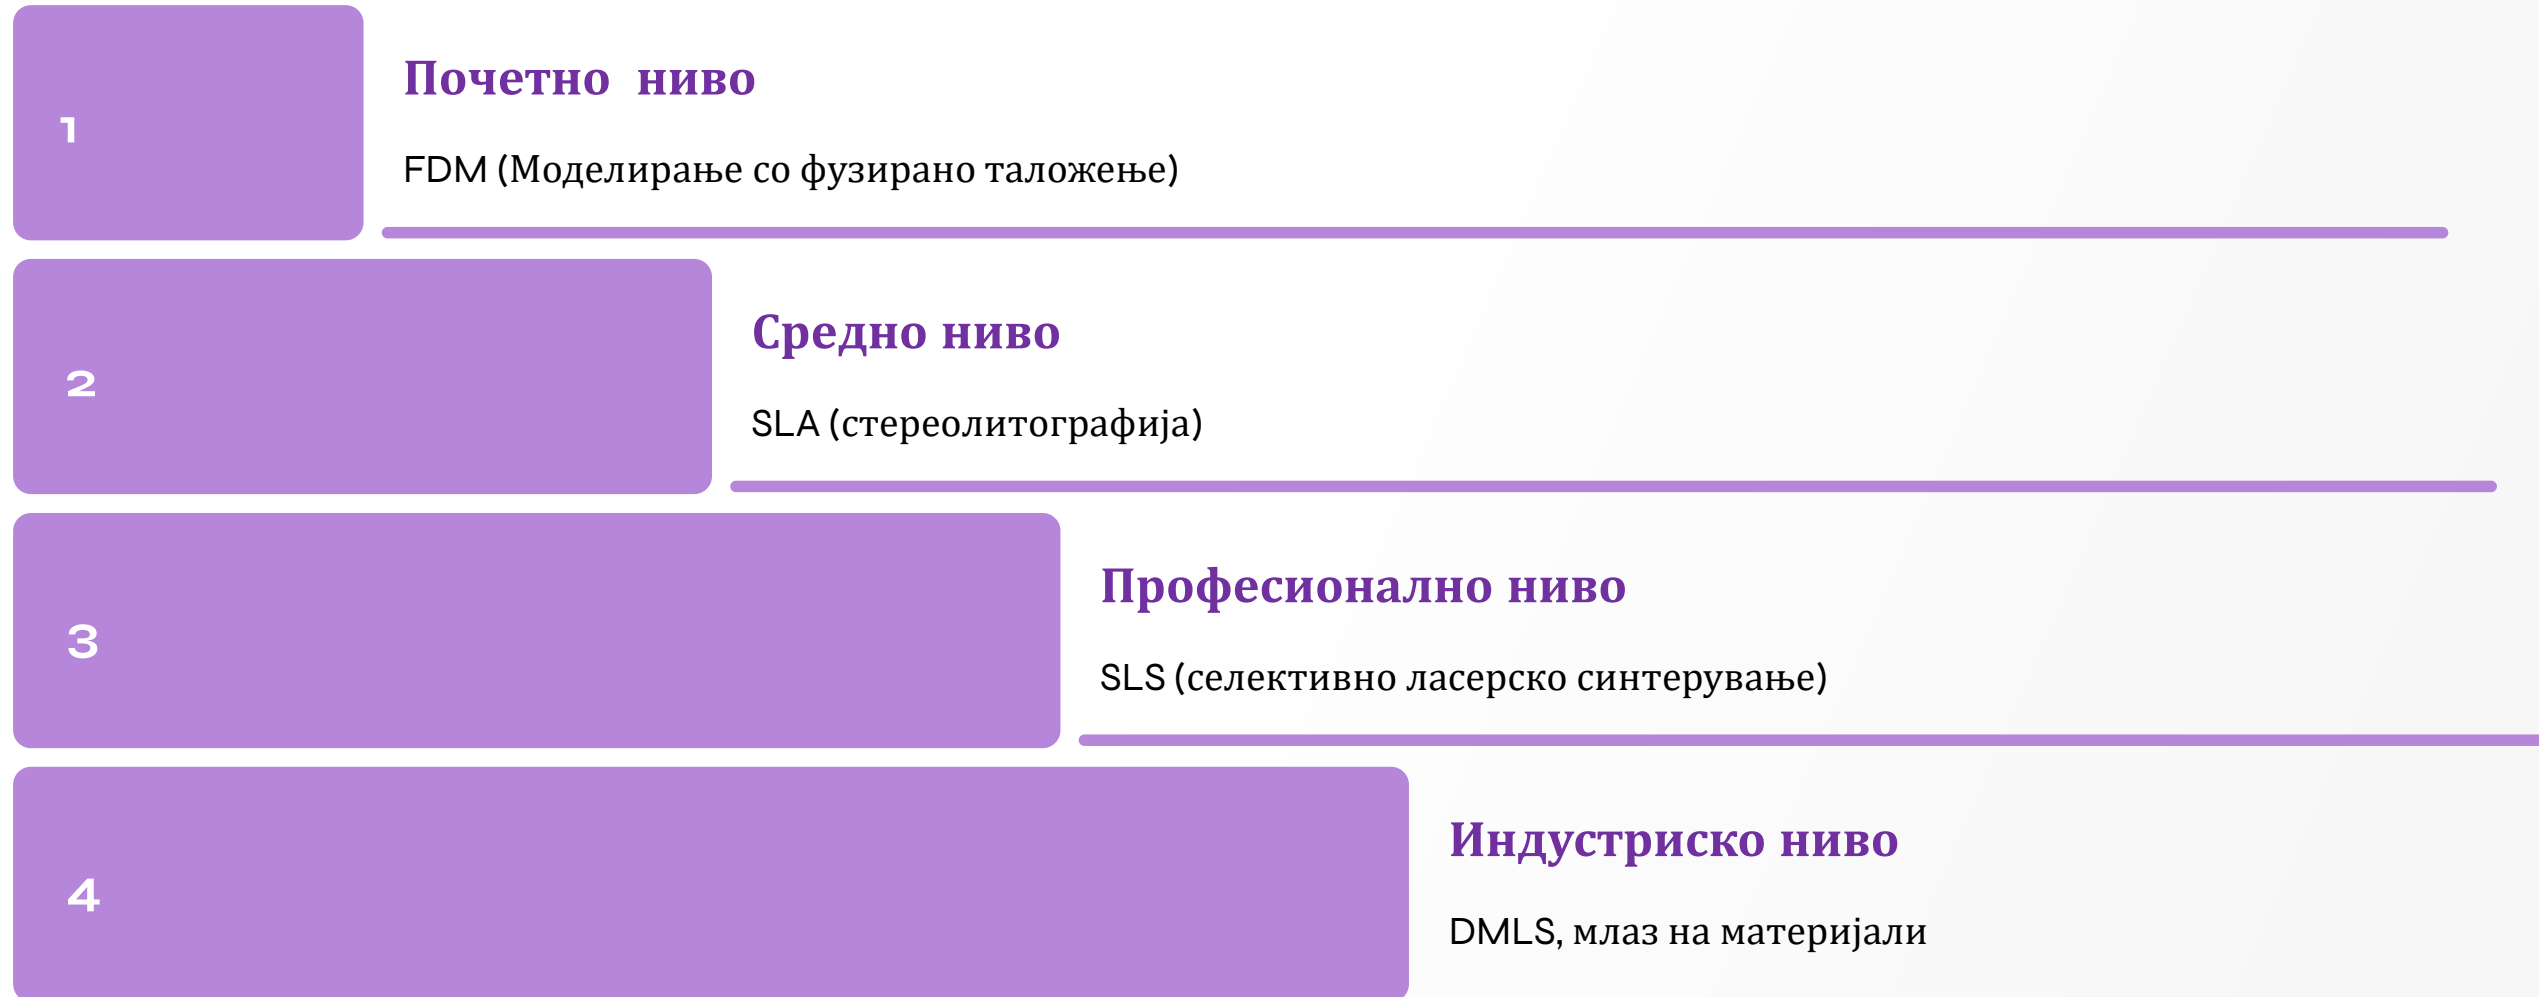 1
Почетно ниво
FDM (Моделирање со фузирано таложење)
2
Средно ниво
SLA (стереолитографија)
3
Професионално ниво
SLS (селективно ласерско синтерување)
4
Индустриско ниво
DMLS, млаз на материјали